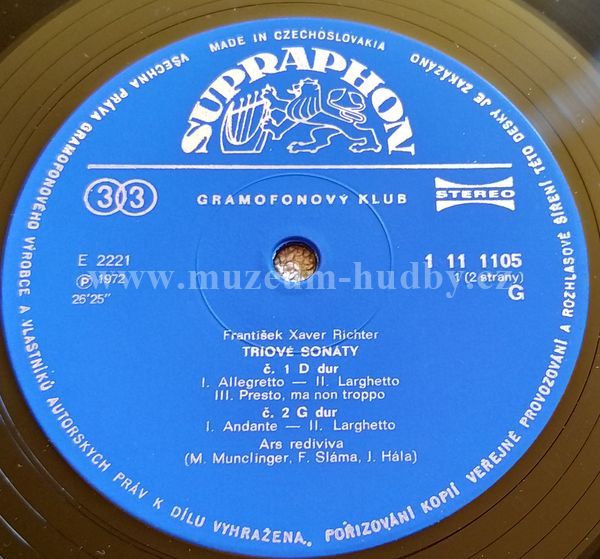 MADE IN CZECHOSLOVAKIA
VŠECHNA PRÁVA GRAMOFONOVÉHO VÝROBCE A VLASTNÍKŮ AUTORSKÝCH PRÁV K DÍLU VYHRAŽENA. POŘIZOVÁNÍ KOPIÍ VEŘEJNÉ PROVOZOVÁNÍ A ROZHLASOVÉ ŠÍŘENÍ TÉTO DESKY JE ZAKÁZÁNO
SUPRAPHON
33
GRAMOFONOVÝ KLUB
STEREO
E 2221
℗ 1972
26'25"
1 11 1105
1 (2 strany)
G
www.muzeum-hudby.cz
František Xaver Richter
TRIOVÉ SONÁTY
č. 1 D dur
I. Allegretto — II. Larghetto
III. Presto, ma non troppo
č. 2 G dur
I. Andante — II. Larghetto
Ars rediviva
(M. Munclinger, F. Sláma, J. Hála)